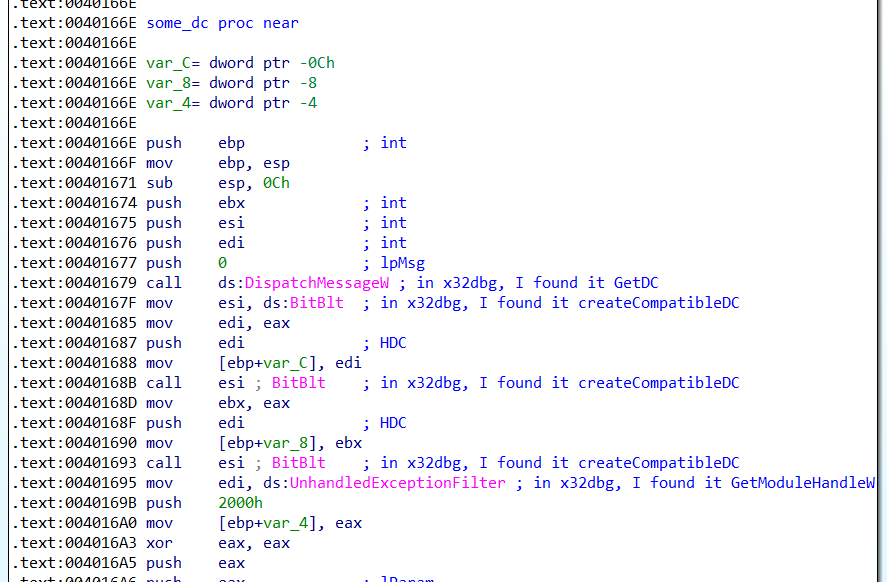 .text:0040166E
.text:0040166E some_dc proc near
.text:0040166E
.text:0040166E var_C= dword ptr -0Ch
.text:0040166E var_8= dword ptr -8
.text:0040166E var_4= dword ptr -4
.text:0040166E
.text:0040166E push ebp ; int
.text:0040166F mov ebp, esp
.text:00401671 sub esp, 0Ch
.text:00401674 push ebx ; int
.text:00401675 push esi ; int
.text:00401676 push edi ; int
.text:00401677 push 0 ; lpMsg
.text:00401679 call ds:DispatchMessageW ; in x32dbg, I found it GetDC
.text:0040167F mov esi, ds:BitBlt ; in x32dbg, I found it createCompatibleDC
.text:00401685 mov edi, eax
.text:00401687 push edi ; HDC
.text:00401688 mov [ebp+var_C], edi
.text:0040168B call esi ; BitBlt ; in x32dbg, I found it createCompatibleDC
.text:0040168D mov ebx, eax
.text:0040168F push edi ; HDC
.text:00401690 mov [ebp+var_8], ebx
.text:00401693 call esi ; BitBlt ; in x32dbg, I found it createCompatibleDC
.text:00401695 mov edi, ds:UnhandledExceptionFilter ; in x32dbg, I found it GetModuleHandleW
.text:0040169B push 2000h
.text:004016A0 mov [ebp+var_4], eax
.text:004016A3 xor eax, eax
.text:004016A5 push eax
.text:004016A6 push eax ; lParam